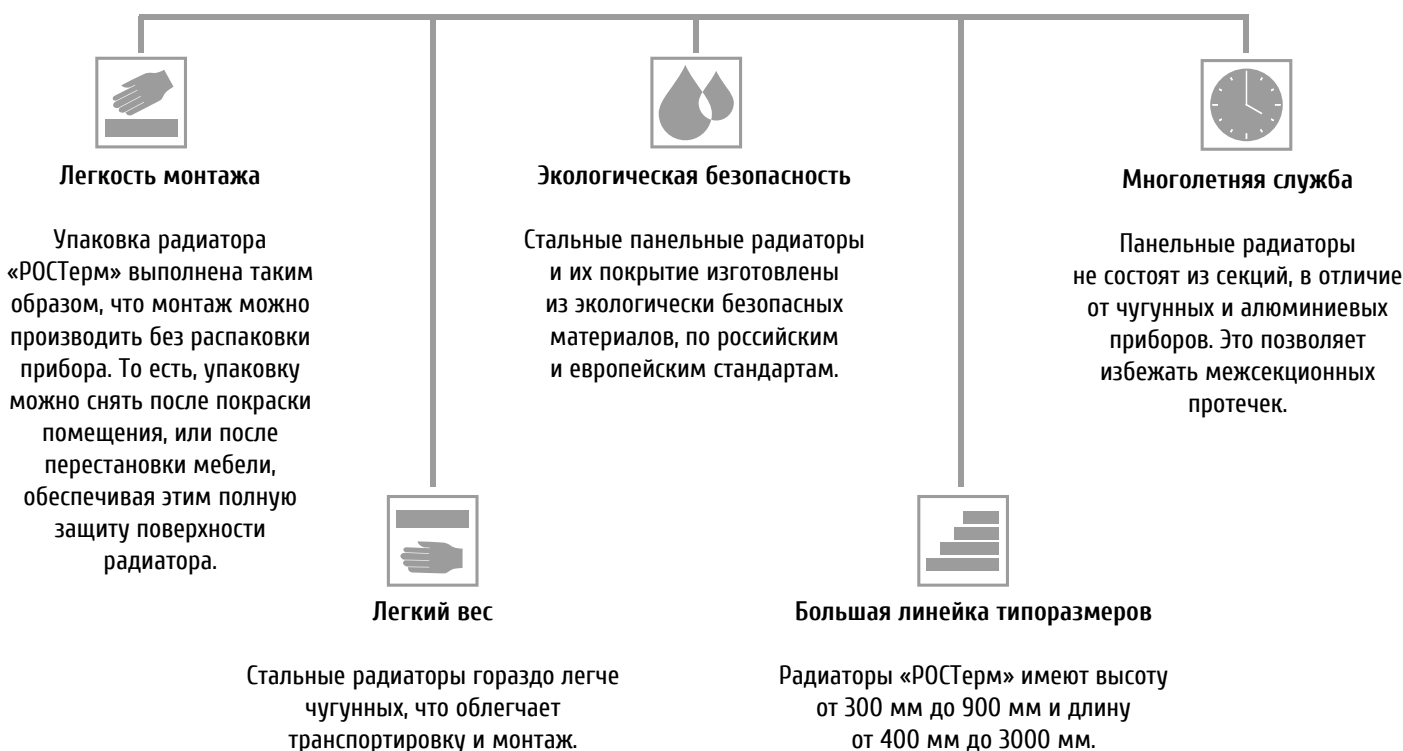 Легкость монтажа
Упаковка радиатора
«РОСТерм» выполнена таким
образом, что монтаж можно
производить без распаковки
прибора. То есть, упаковку
можно снять после покраски
помещения, или после
перестановки мебели,
обеспечивая этим полную
защиту поверхности
радиатора.
Легкий вес
Стальные радиаторы гораздо легче
чугунных, что облегчает
транспортировку и монтаж.
Экологическая безопасность
Стальные панельные радиаторы
и их покрытие изготовлены
из экологически безопасных
материалов, по российским
и европейским стандартам.
Большая линейка типоразмеров
Радиаторы «РОСТерм» имеют высоту
от 300 мм до 900 мм и длину
от 400 мм до 3000 мм.
Многолетняя служба
Панельные радиаторы
не состоят из секций, в отличие
от чугунных и алюминиевых
приборов. Это позволяет
избежать межсекционных
протечек.